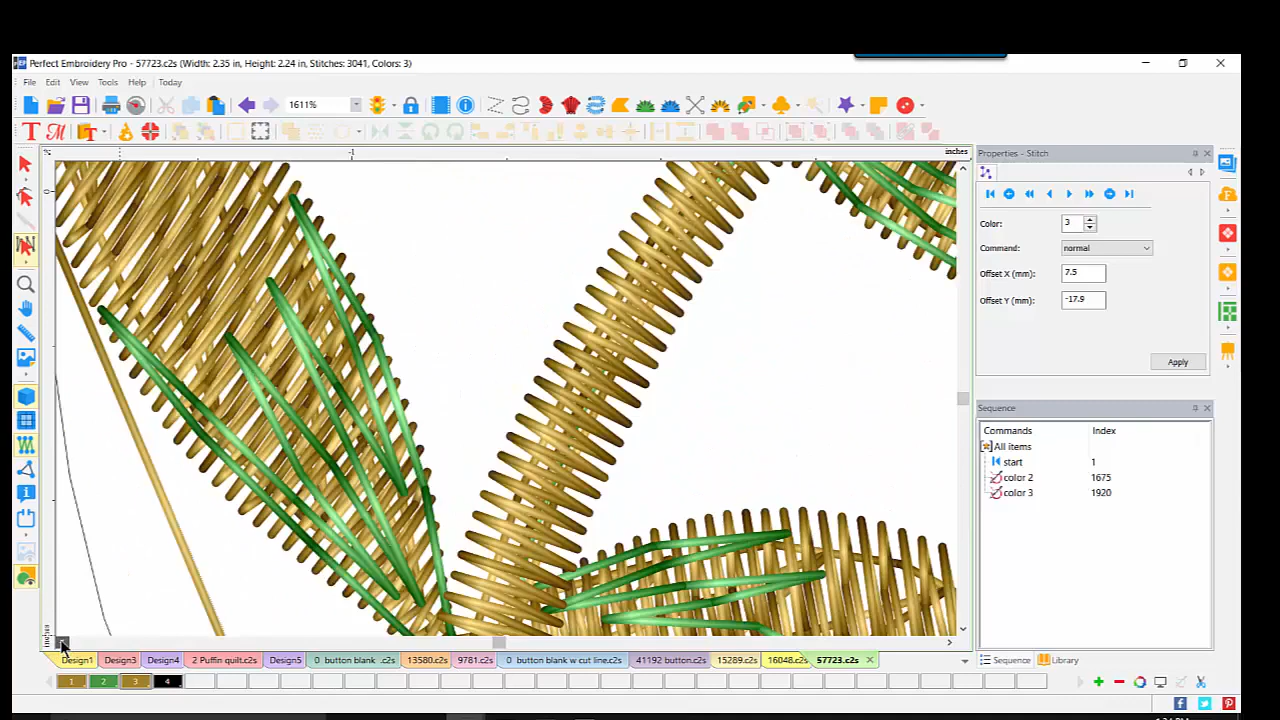 Perfect Embroidery Pro - 57723.c2s (Width: 2.35 in, Height: 2.24 in, Stitches: 3041, Colors: 3)
File Edit View Tools Help Today
1611%
-1 inches
0
Properties - Stitch
Color: 3
Command: normal
Offset X (mm): 7.5
Offset Y (mm): -17.9
Apply
Sequence
Commands Index
All items
start 1
color 2 1675
color 3 1920
Design1 Design3 Design4 2 Puffin quilt.c2s Design5 0 button blank .c2s 13580.c2s 9781.c2s 0 button blank w cut line.c2s 41192 button.c2s 15289.c2s 16048.c2s 57723.c2s
Sequence Library
1 2 3 4